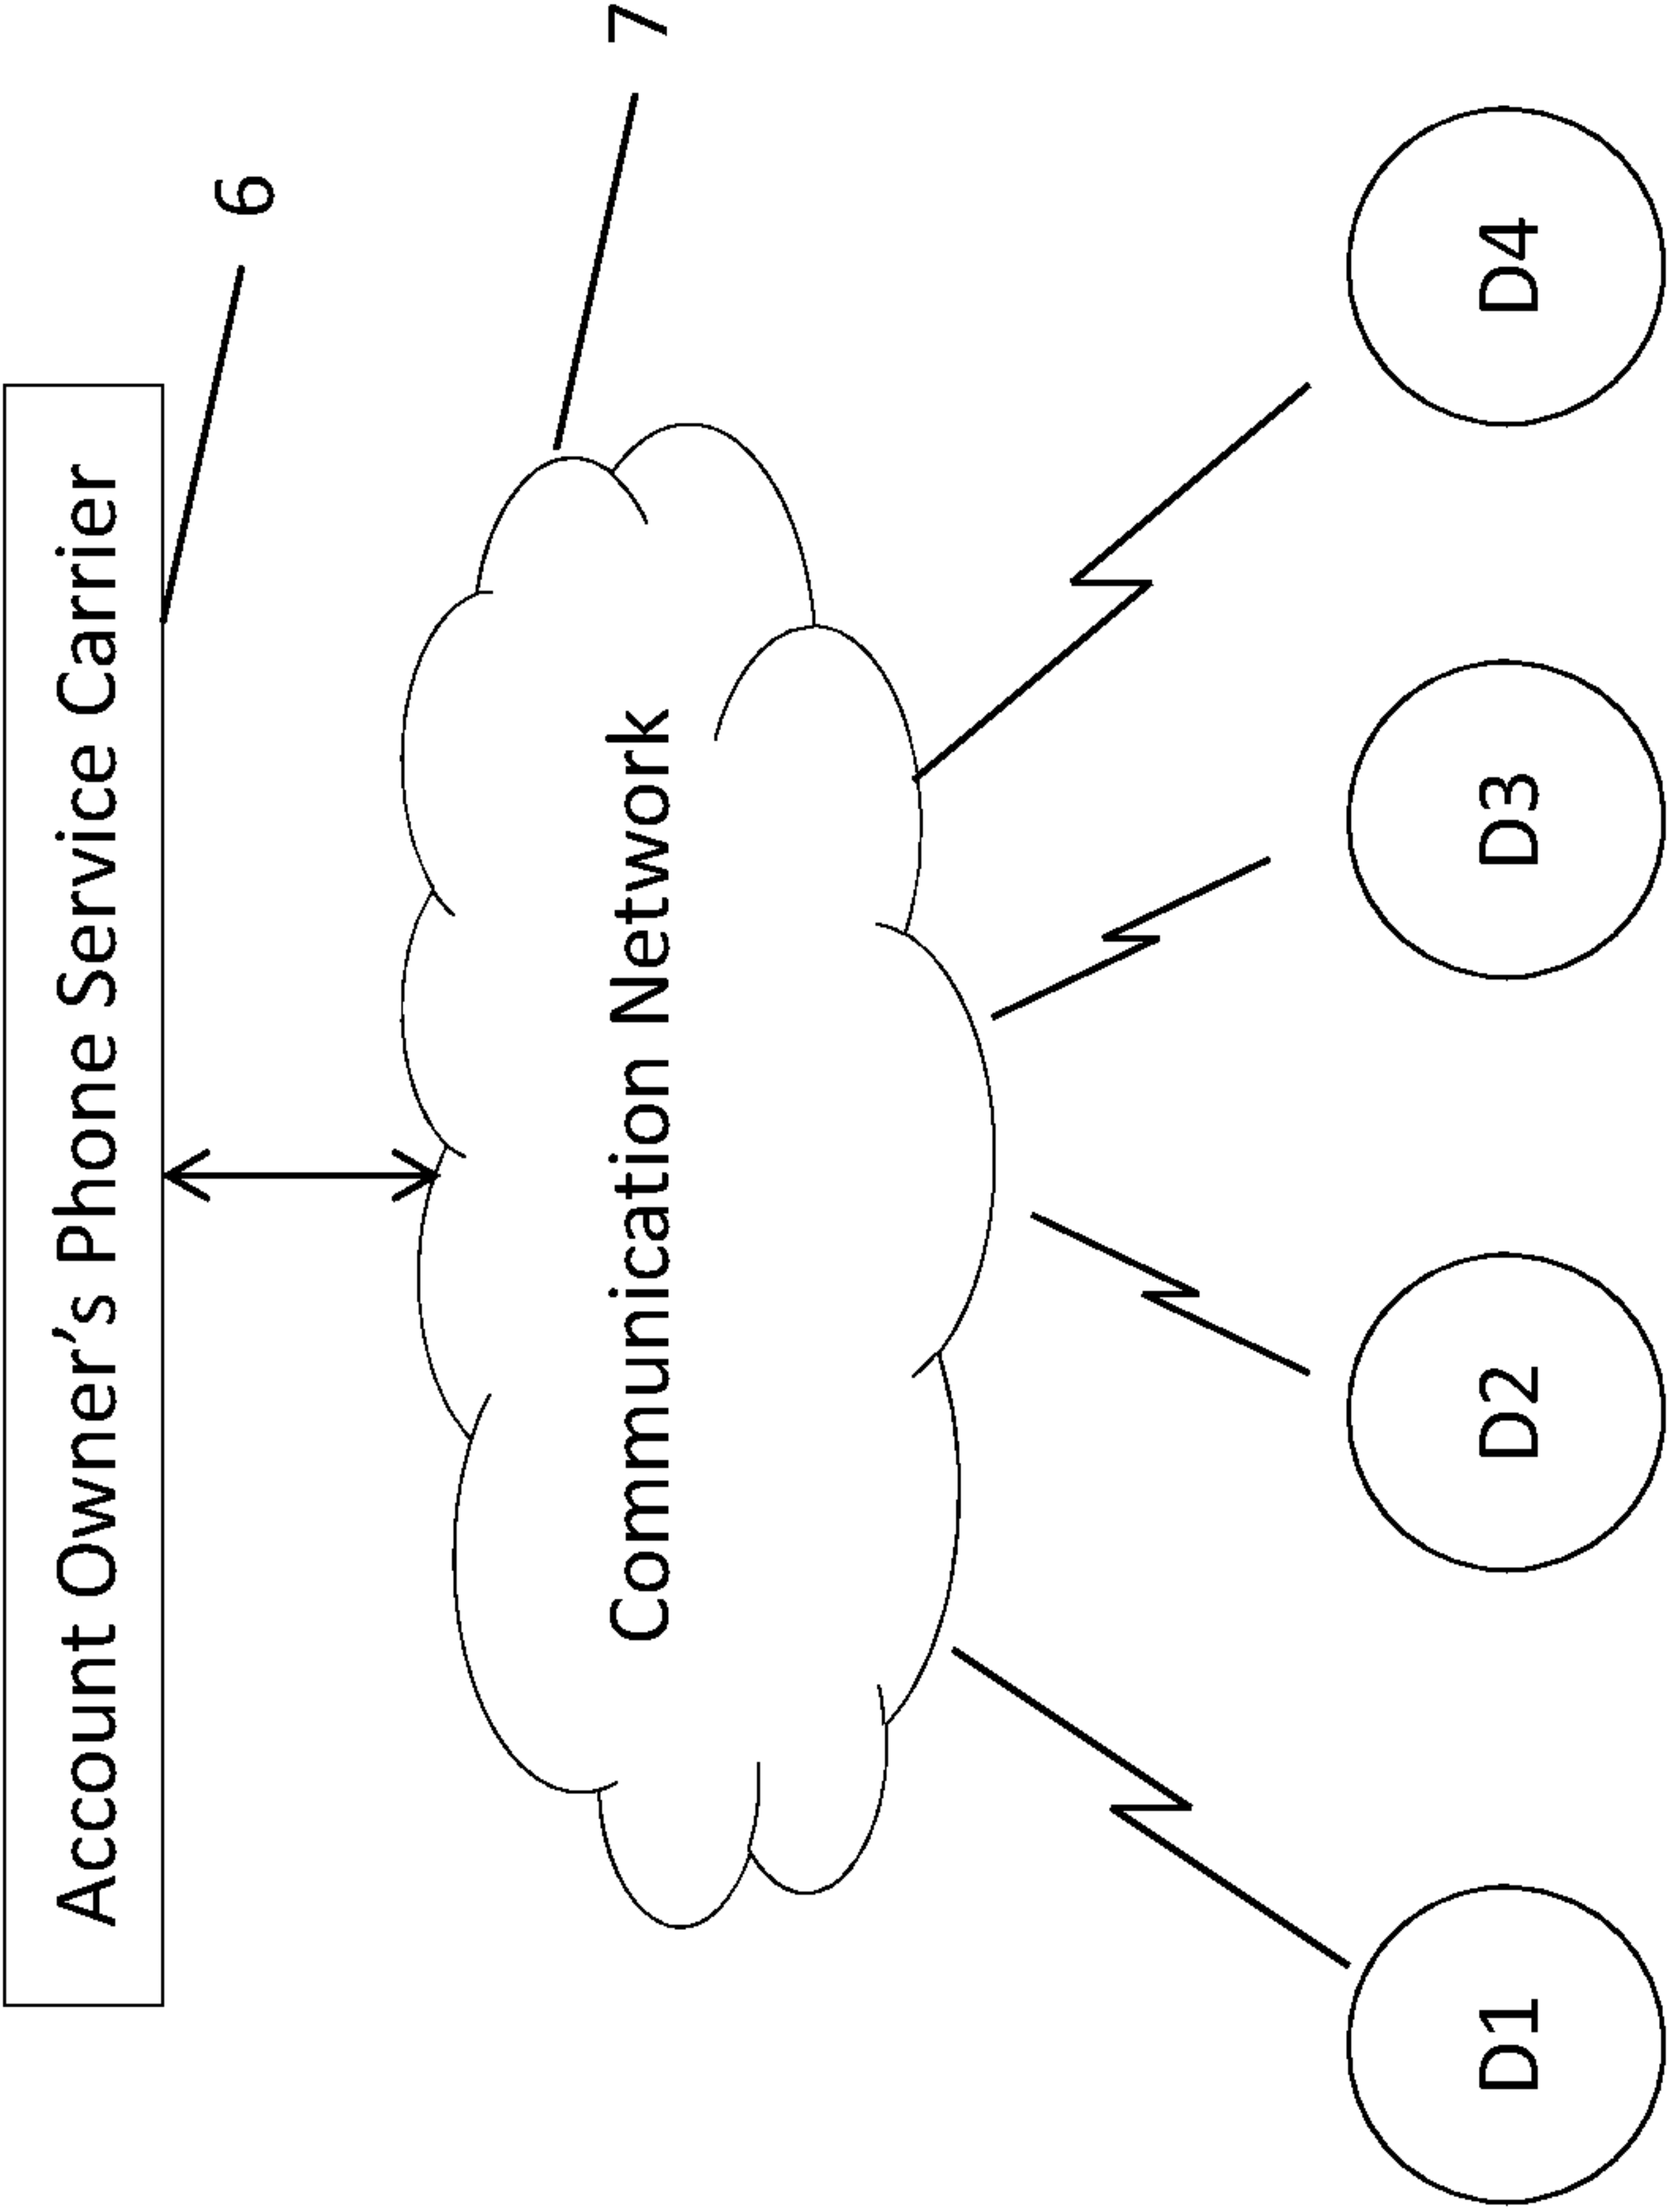 Account Owner’s Phone Service Carrier
6
7
Communication Network
D1
D2
D3
D4